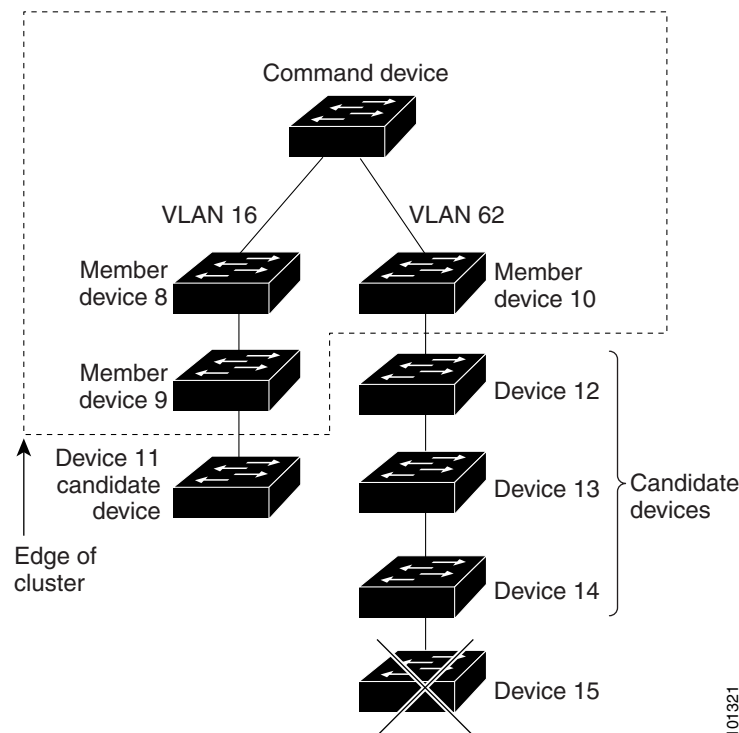 Command device
VLAN 16
VLAN 62
Member
device 8
Member
device 10
Member
device 9
Device 12
Device 11
candidate
device
Device 13
Candidate
devices
Edge of
cluster
Device 14
Device 15
101321